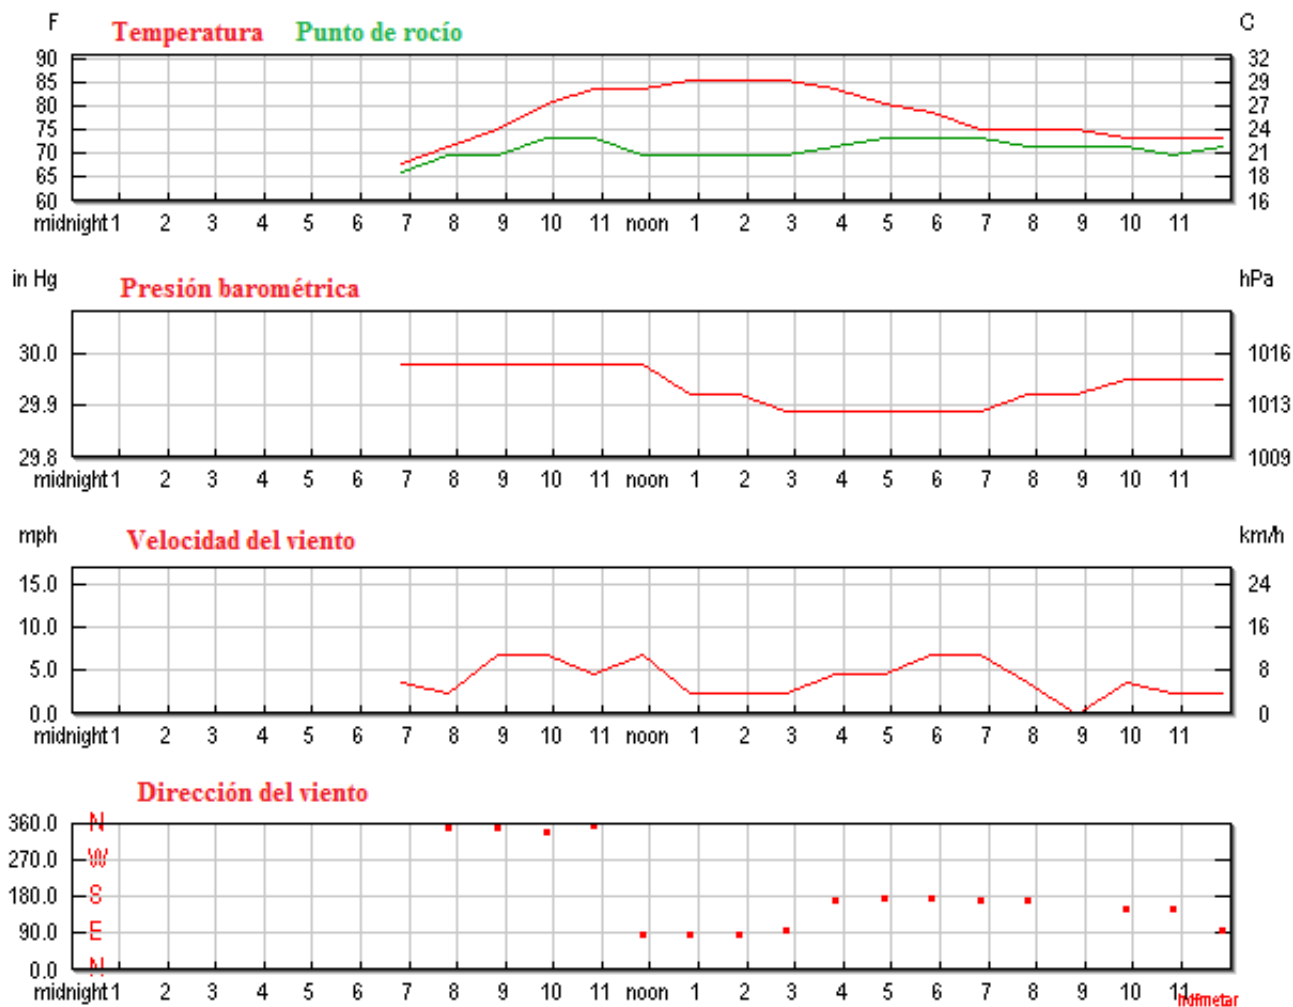 F C
Temperatura Punto de rocío
90 32
85 29
80 27
75 24
70 21
65 18
60 16
midnight 1 2 3 4 5 6 7 8 9 10 11 noon 1 2 3 4 5 6 7 8 9 10 11
in Hg hPa
Presión barométrica
30.0 1016
29.9 1013
29.8 1009
midnight 1 2 3 4 5 6 7 8 9 10 11 noon 1 2 3 4 5 6 7 8 9 10 11
mph km/h
Velocidad del viento
15.0 24
10.0 16
5.0 8
0.0 0
midnight 1 2 3 4 5 6 7 8 9 10 11 noon 1 2 3 4 5 6 7 8 9 10 11
Dirección del viento
360.0 N
270.0 W
180.0 S
90.0 E
0.0 N
midnight 1 2 3 4 5 6 7 8 9 10 11 noon 1 2 3 4 5 6 7 8 9 10 11